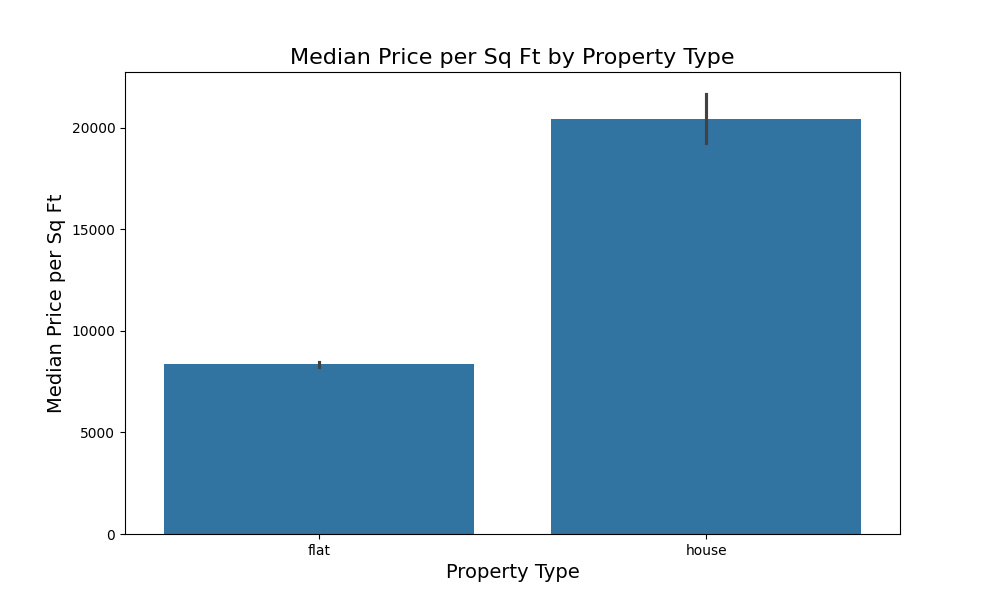 Median Price per Sq Ft by Property Type
Median Price per Sq Ft
20000
15000
10000
5000
0
flat
house
Property Type